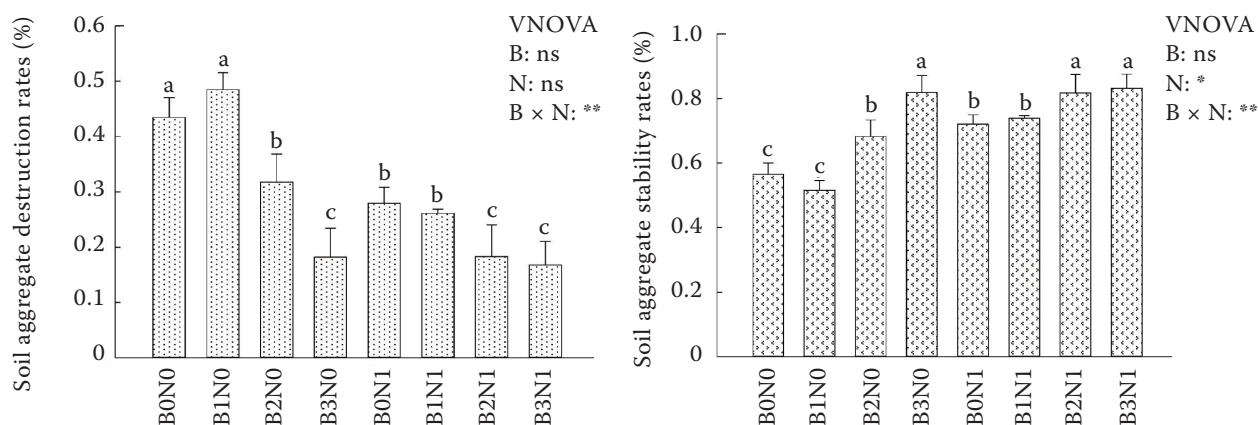 Soil aggregate destruction rates (%)
0.6
0.5
0.4
0.3
0.2
0.1
0
a
a
b
c
b
b
c
c
VNOVA
B: ns
N: ns
B × N: **
B0N0
B1N0
B2N0
B3N0
B0N1
B1N1
B2N1
B3N1
Soil aggregate stability rates (%)
1.0
0.8
0.6
0.4
0.2
0
c
c
b
a
b
b
a
a
VNOVA
B: ns
N: *
B × N: **
B0N0
B1N0
B2N0
B3N0
B0N1
B1N1
B2N1
B3N1